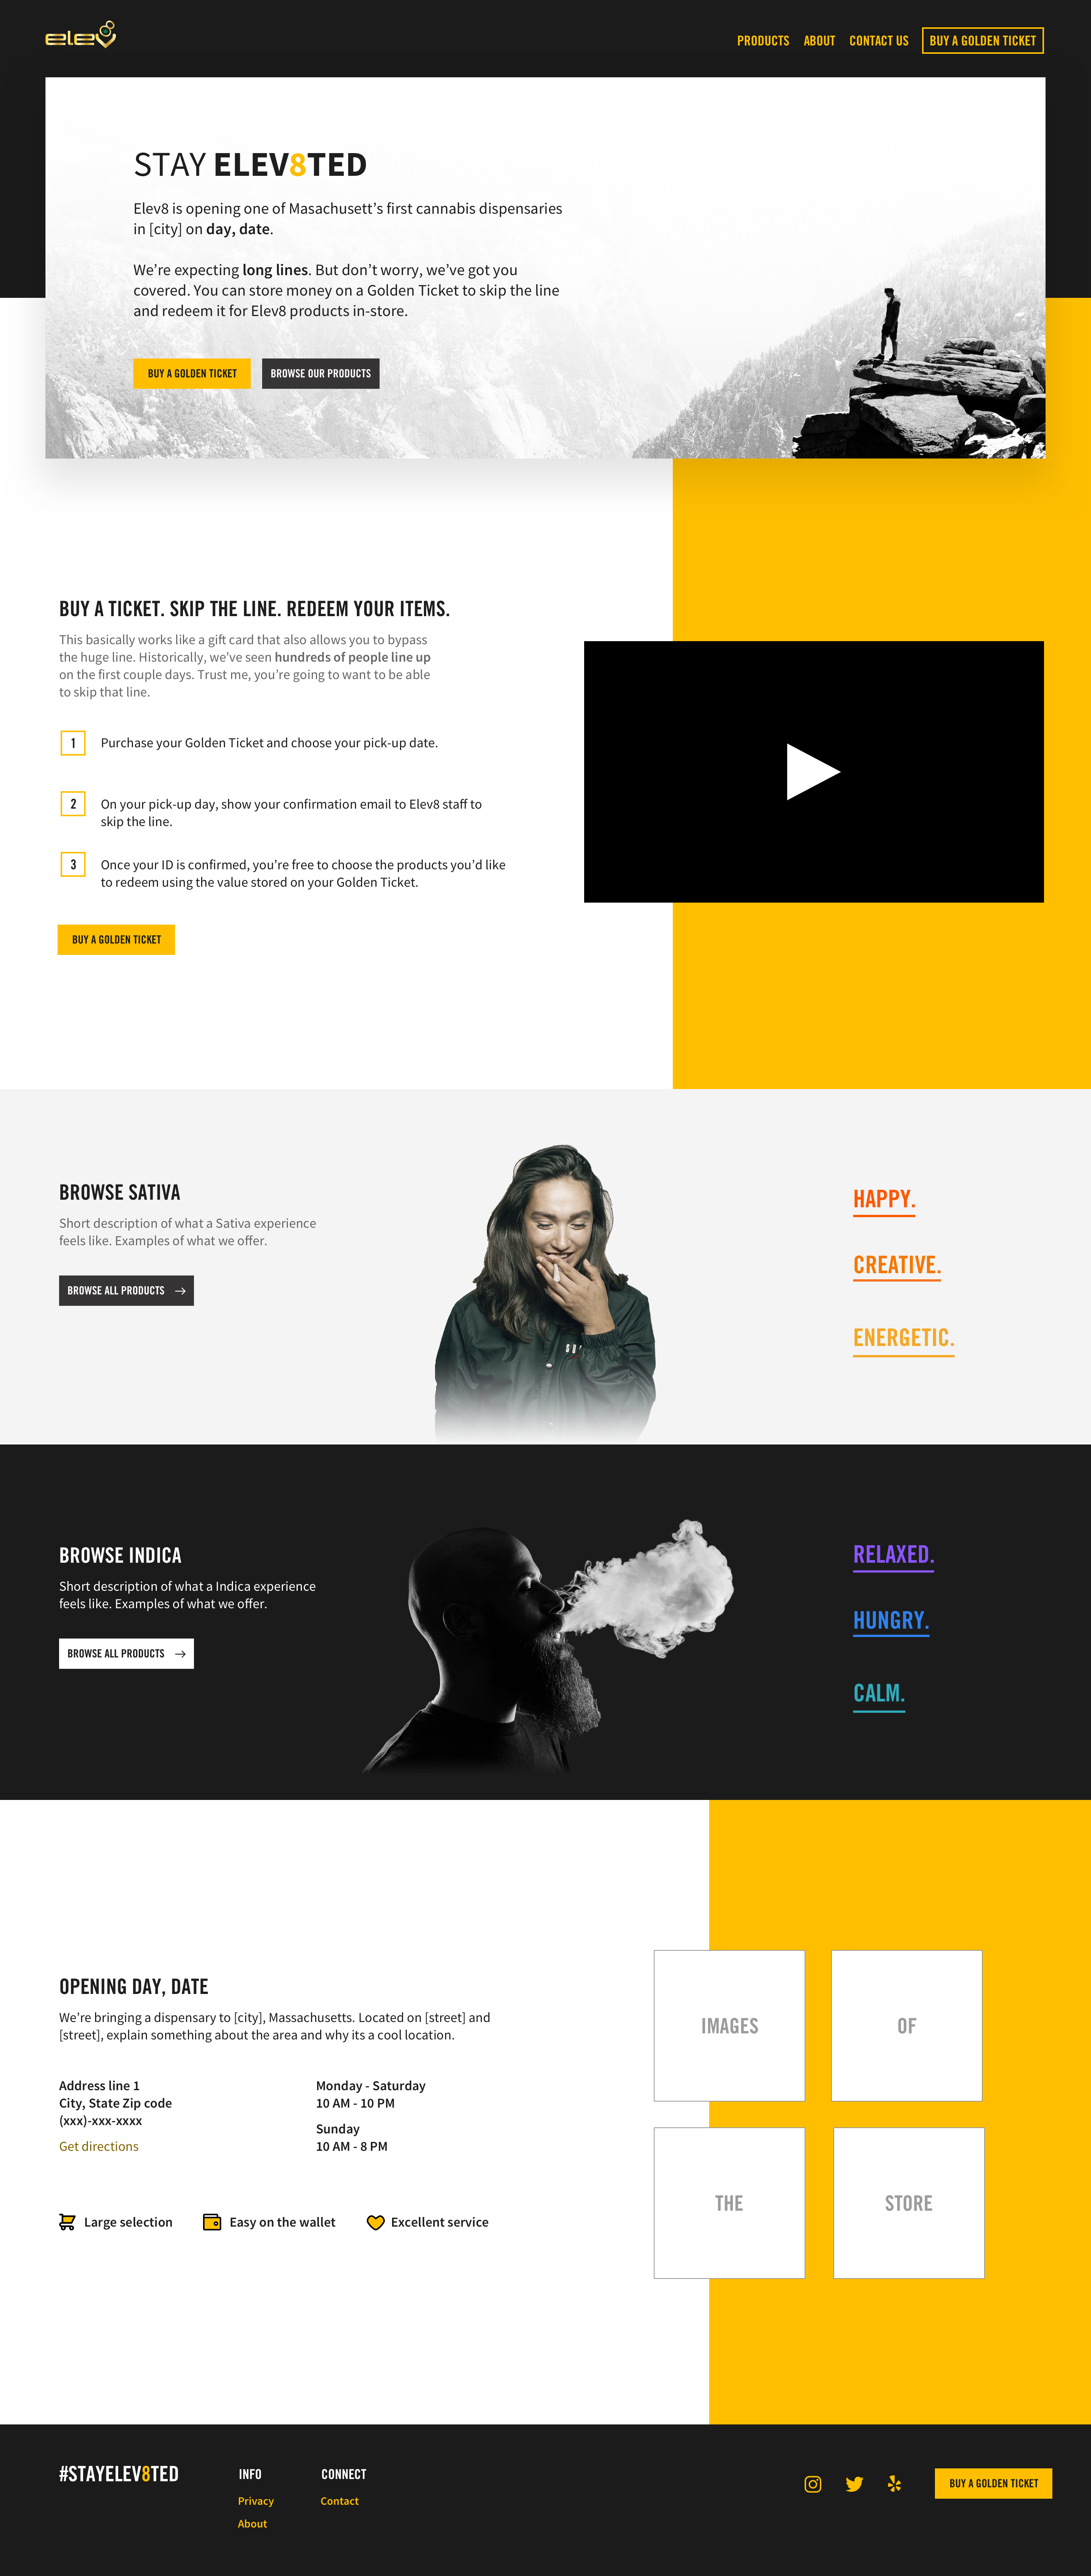 elev8
PRODUCTS ABOUT CONTACT US BUY A GOLDEN TICKET
STAY ELEV8TED
Elev8 is opening one of Masachusett’s first cannabis dispensaries
in [city] on day, date.
We’re expecting long lines. But don’t worry, we’ve got you
covered. You can store money on a Golden Ticket to skip the line
and redeem it for Elev8 products in-store.
BUY A GOLDEN TICKET BROWSE OUR PRODUCTS
BUY A TICKET. SKIP THE LINE. REDEEM YOUR ITEMS.
This basically works like a gift card that also allows you to bypass
the huge line. Historically, we’ve seen hundreds of people line up
on the first couple days. Trust me, you’re going to want to be able
to skip that line.
1 Purchase your Golden Ticket and choose your pick-up date.
2 On your pick-up day, show your confirmation email to Elev8 staff to
skip the line.
3 Once your ID is confirmed, you’re free to choose the products you’d like
to redeem using the value stored on your Golden Ticket.
BUY A GOLDEN TICKET
BROWSE SATIVA
Short description of what a Sativa experience
feels like. Examples of what we offer.
BROWSE ALL PRODUCTS →
HAPPY.
CREATIVE.
ENERGETIC.
BROWSE INDICA
Short description of what a Indica experience
feels like. Examples of what we offer.
BROWSE ALL PRODUCTS →
RELAXED.
HUNGRY.
CALM.
OPENING DAY, DATE
We’re bringing a dispensary to [city], Massachusetts. Located on [street] and
[street], explain something about the area and why its a cool location.
Address line 1
City, State Zip code
(xxx)-xxx-xxxx
Get directions
Monday - Saturday
10 AM - 10 PM
Sunday
10 AM - 8 PM
Large selection Easy on the wallet Excellent service
IMAGES OF
THE STORE
#STAYELEV8TED
INFO
Privacy
About
CONNECT
Contact
BUY A GOLDEN TICKET